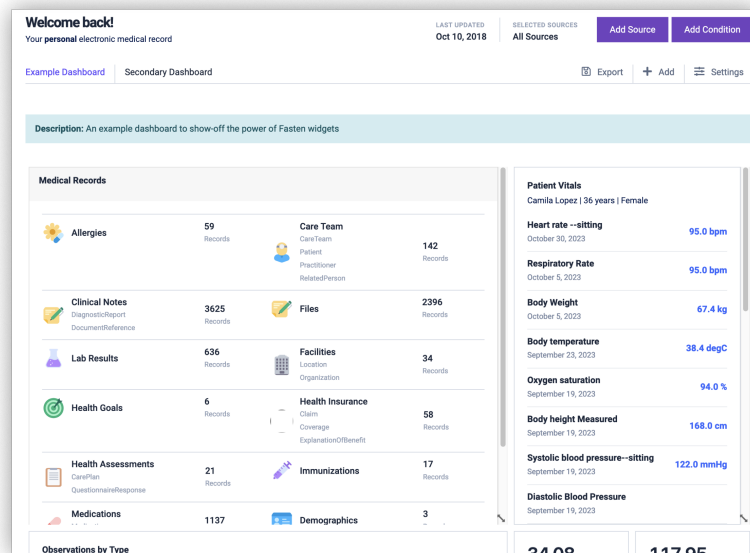 Welcome back!
Your personal electronic medical record
LAST UPDATED
Oct 10, 2018
SELECTED SOURCES
All Sources
Add Source
Add Condition
Example Dashboard
Secondary Dashboard
Export
Add
Settings
Description: An example dashboard to show-off the power of Fasten widgets
Medical Records
Allergies
59
Records
Care Team
CareTeam
Patient
Practitioner
RelatedPerson
142
Records
Clinical Notes
DiagnosticReport
DocumentReference
3625
Records
Files
2396
Records
Lab Results
636
Records
Facilities
Location
Organization
34
Records
Health Goals
6
Records
Health Insurance
Claim
Coverage
ExplanationOfBenefit
58
Records
Health Assessments
CarePlan
QuestionnaireResponse
21
Records
Immunizations
17
Records
Medications
1137
Demographics
3
Patient Vitals
Camila Lopez | 36 years | Female
Heart rate --sitting
October 30, 2023
95.0 bpm
Respiratory Rate
October 5, 2023
95.0 bpm
Body Weight
October 5, 2023
67.4 kg
Body temperature
September 23, 2023
38.4 degC
Oxygen saturation
September 19, 2023
94.0 %
Body height Measured
September 19, 2023
168.0 cm
Systolic blood pressure--sitting
September 19, 2023
122.0 mmHg
Diastolic Blood Pressure
September 19, 2023
Observations by Type
34.08
117.95